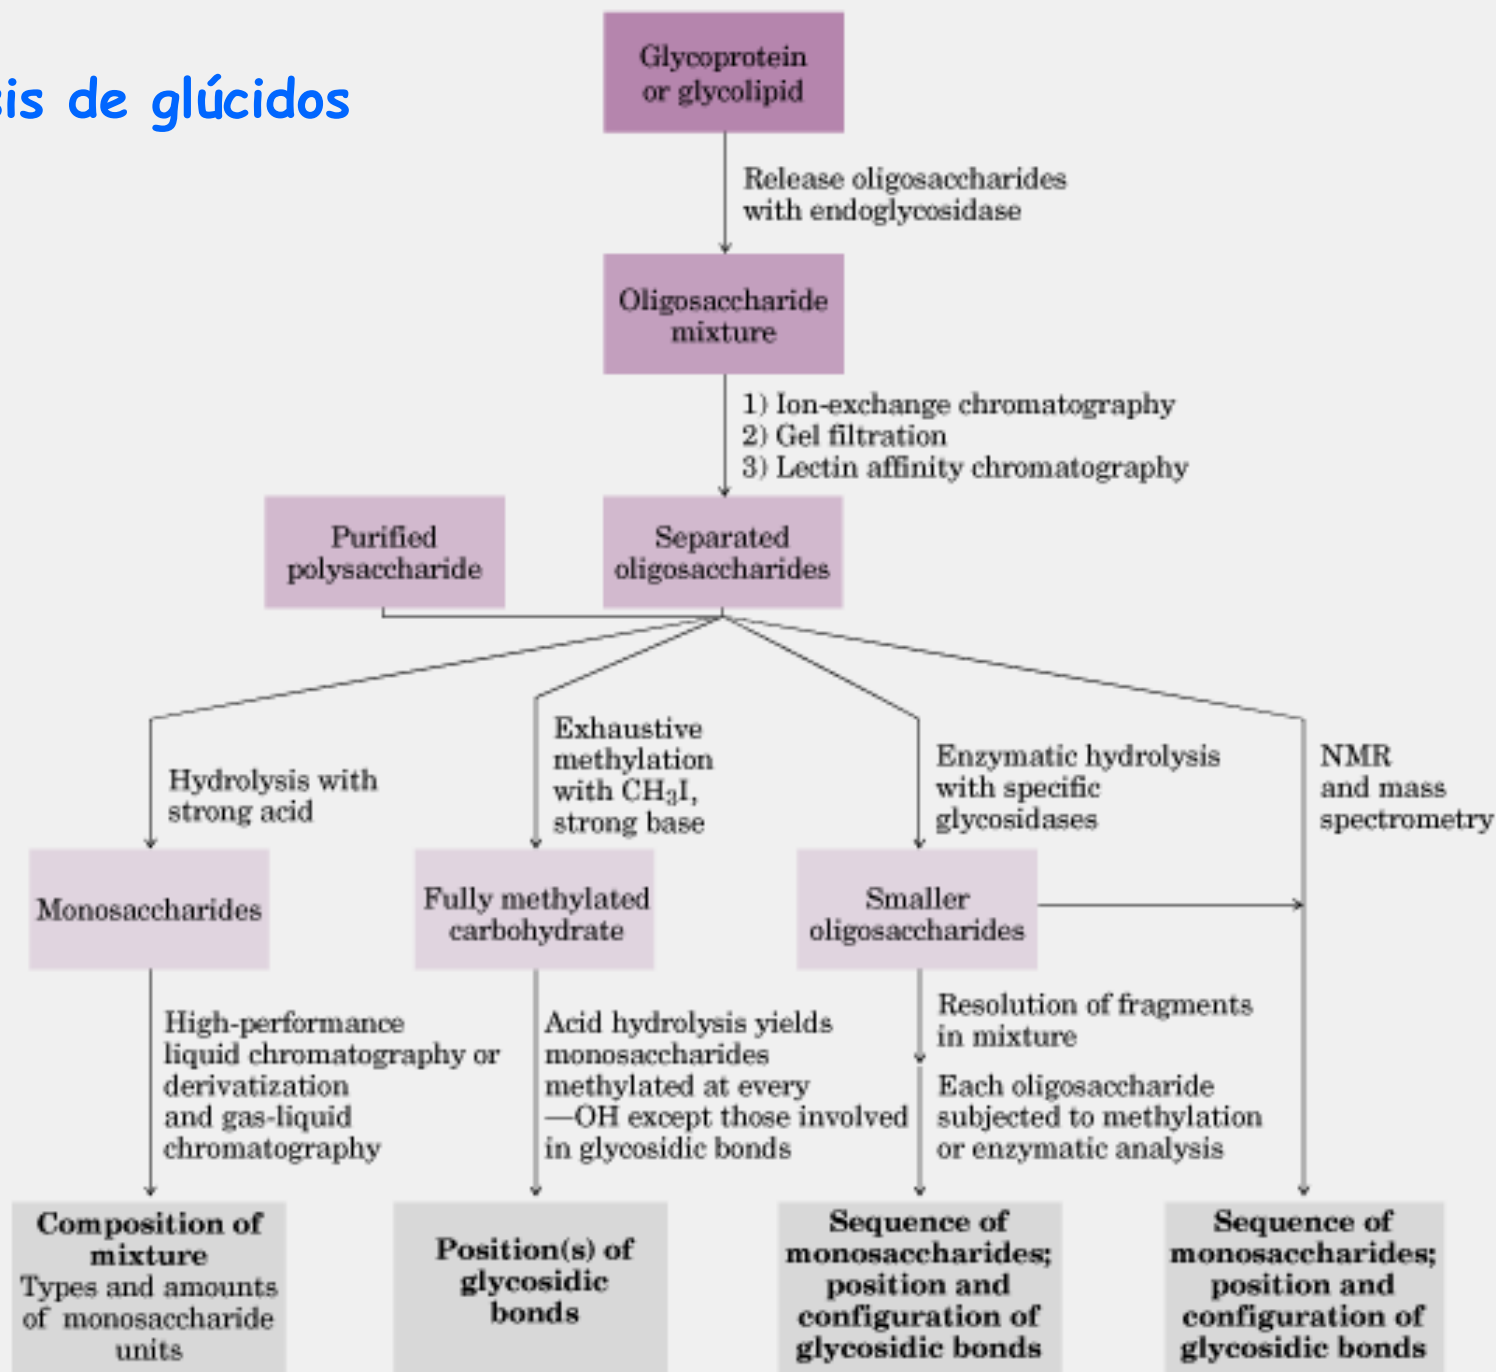 de glúcidos
Glycoprotein
or glycolipid
Release oligosaccharides
with endoglycosidase
Oligosaccharide
mixture
1) Ion-exchange chromatography
2) Gel filtration
3) Lectin affinity chromatography
Purified
polysaccharide
Separated
oligosaccharides
Hydrolysis with
strong acid
Exhaustive
methylation
with CH₃I,
strong base
Enzymatic hydrolysis
with specific
glycosidases
NMR
and mass
spectrometry
Monosaccharides
Fully methylated
carbohydrate
Smaller
oligosaccharides
High-performance
liquid chromatography or
derivatization
and gas-liquid
chromatography
Acid hydrolysis yields
monosaccharides
methylated at every
—OH except those involved
in glycosidic bonds
Resolution of fragments
in mixture
Each oligosaccharide
subjected to methylation
or enzymatic analysis
Composition of
mixture
Types and amounts
of monosaccharide
units
Position(s) of
glycosidic
bonds
Sequence of
monosaccharides;
position and
configuration of
glycosidic bonds
Sequence of
monosaccharides;
position and
configuration of
glycosidic bonds